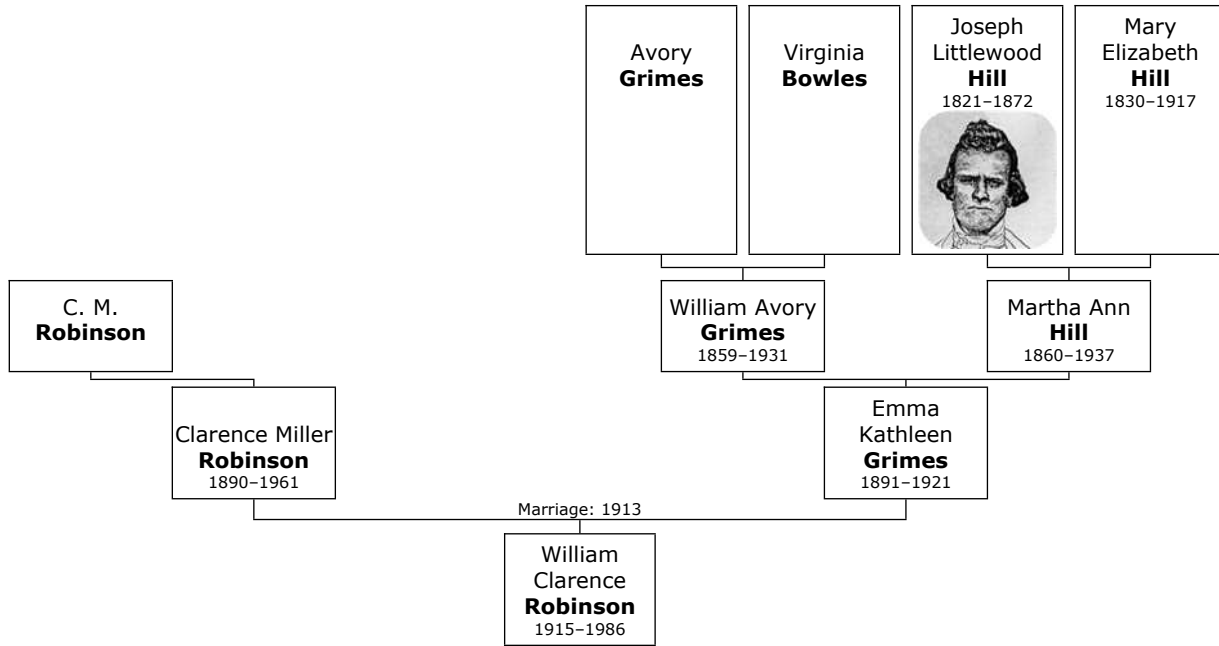 Avory
Grimes
Virginia
Bowles
Joseph
Littlewood
Hill
1821–1872
Mary
Elizabeth
Hill
1830–1917
C. M.
Robinson
William Avory
Grimes
1859–1931
Martha Ann
Hill
1860–1937
Clarence Miller
Robinson
1890–1961
Emma
Kathleen
Grimes
1891–1921
Marriage: 1913
William
Clarence
Robinson
1915–1986